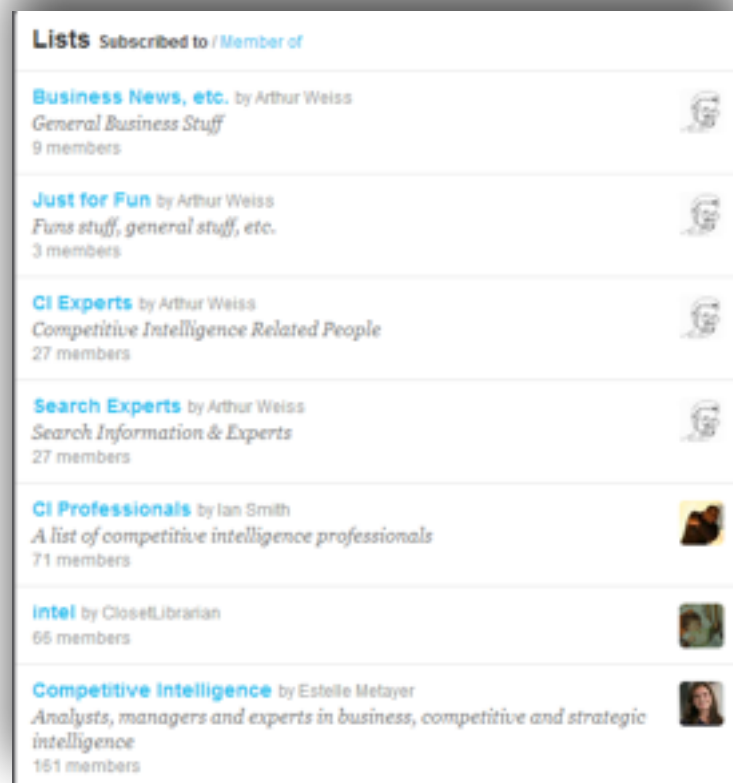 Lists Subscribed to / Member of
Business News, etc. by Arthur Weiss
General Business Stuff
9 members
Just for Fun by Arthur Weiss
Funs stuff, general stuff, etc.
3 members
CI Experts by Arthur Weiss
Competitive Intelligence Related People
27 members
Search Experts by Arthur Weiss
Search Information & Experts
27 members
CI Professionals by Ian Smith
A list of competitive intelligence professionals
71 members
intel by ClosetLibrarian
66 members
Competitive Intelligence by Estelle Metayer
Analysts, managers and experts in business, competitive and strategic
intelligence
161 members